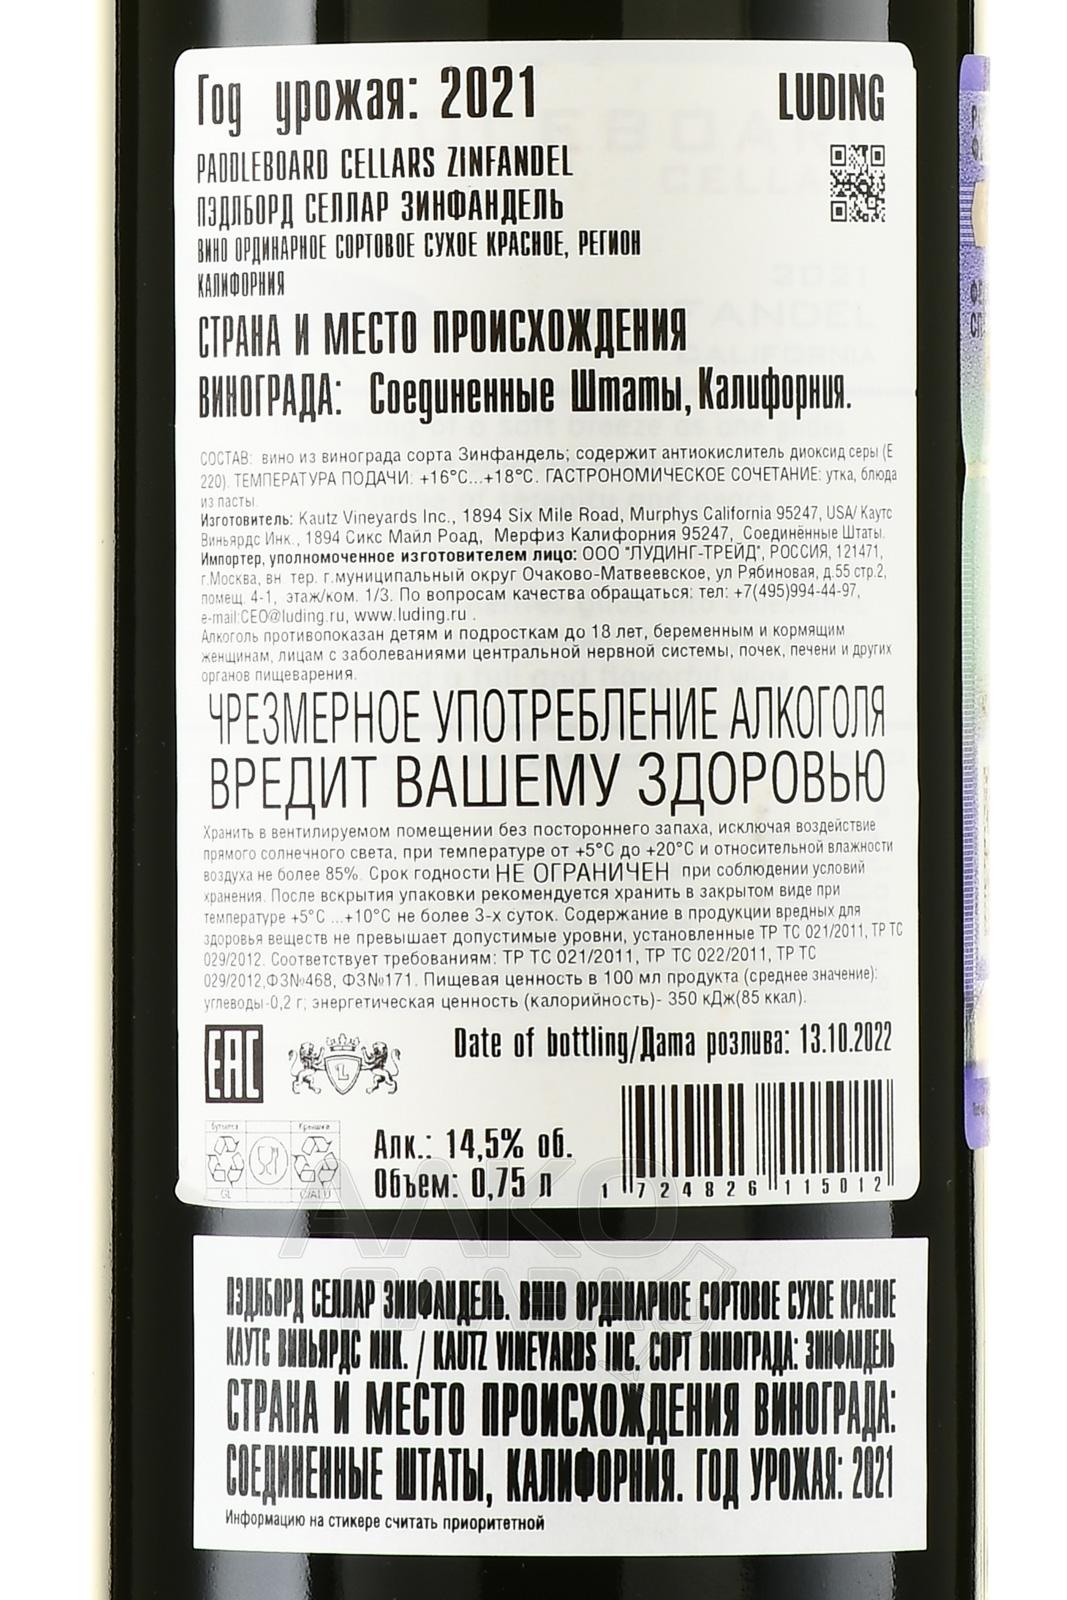 Год урожая: 2021
LUDING
PADDLEBOARD CELLARS ZINFANDEL
ПЭДЛБОРД СЕЛЛАР ЗИНФАНДЕЛЬ
ВИНО ОРДИНАРНОЕ СОРТОВОЕ СУХОЕ КРАСНОЕ, РЕГИОН
КАЛИФОРНИЯ
СТРАНА И МЕСТО ПРОИСХОЖДЕНИЯ
ВИНОГРАДА: Соединенные Штаты, Калифорния.
СОСТАВ: вино из винограда сорта Зинфандель; содержит антиокислитель диоксид серы (E
220). ТЕМПЕРАТУРА ПОДАЧИ: +16°C...+18°C. ГАСТРОНОМИЧЕСКОЕ СОЧЕТАНИЕ: утка, блюда
из пасты.
Изготовитель: Kautz Vineyards Inc., 1894 Six Mile Road, Murphys California 95247, USA/ Каутс
Виньярдс Инк., 1894 Сикс Майл Роад, Мерфиз Калифорния 95247, Соединённые Штаты.
Импортер, уполномоченное изготовителем лицо: ООО "ЛУДИНГ-ТРЕЙД", РОССИЯ, 121471,
г.Москва, вн тер. г.муниципальный округ Очаково-Матвеевское, ул Рябиновая, д.55 стр.2,
помещ. 4-1, этаж/ком. 1/3. По вопросам качества обращаться: тел: +7(495)994-44-97,
e-mail:CEO@luding.ru, www.luding.ru .
Алкоголь противопоказан детям и подросткам до 18 лет, беременным и кормящим
женщинам, лицам с заболеваниями центральной нервной системы, почек, печени и других
органов пищеварения.
ЧРЕЗМЕРНОЕ УПОТРЕБЛЕНИЕ АЛКОГОЛЯ
ВРЕДИТ ВАШЕМУ ЗДОРОВЬЮ
Хранить в вентилируемом помещении без постороннего запаха, исключая воздействие
прямого солнечного света, при температуре от +5°C до +20°C и относительной влажности
воздуха не более 85%. Срок годности НЕ ОГРАНИЧЕН при соблюдении условий
хранения. После вскрытия упаковки рекомендуется хранить в закрытом виде при
температуре +5°C ...+10°C не более 3-х суток. Содержание в продукции вредных для
здоровья веществ не превышает допустимые уровни, установленные ТР ТС 021/2011, ТР ТС
029/2012. Соответствие требованиям: ТР ТС 021/2011, ТР ТС 022/2011, ТР ТС
029/2012,ФЗ№468, ФЗ№171. Пищевая ценность в 100 мл продукта (среднее значение):
углеводы-0,2 г; энергетическая ценность (калорийность)- 350 кДж(85 ккал).
EAC
L
Date of bottling/Дата розлива: 13.10.2022
бутылка
Крышка
GL
C/ALU
Алк.: 14,5% об.
Объем: 0,75 л
1 724826 115012
АЛКО
ПЛАЗА
ПЭДЛБОРД СЕЛЛАР ЗИНФАНДЕЛЬ. ВИНО ОРДИНАРНОЕ СОРТОВОЕ СУХОЕ КРАСНОЕ
КАУТС ВИНЬЯРДС ИНК. / KAUTZ VINEYARDS INC. СОРТ ВИНОГРАДА: ЗИНФАНДЕЛЬ
СТРАНА И МЕСТО ПРОИСХОЖДЕНИЯ ВИНОГРАДА:
СОЕДИНЕННЫЕ ШТАТЫ, КАЛИФОРНИЯ. ГОД УРОЖАЯ: 2021
Информацию на стикере считать приоритетной